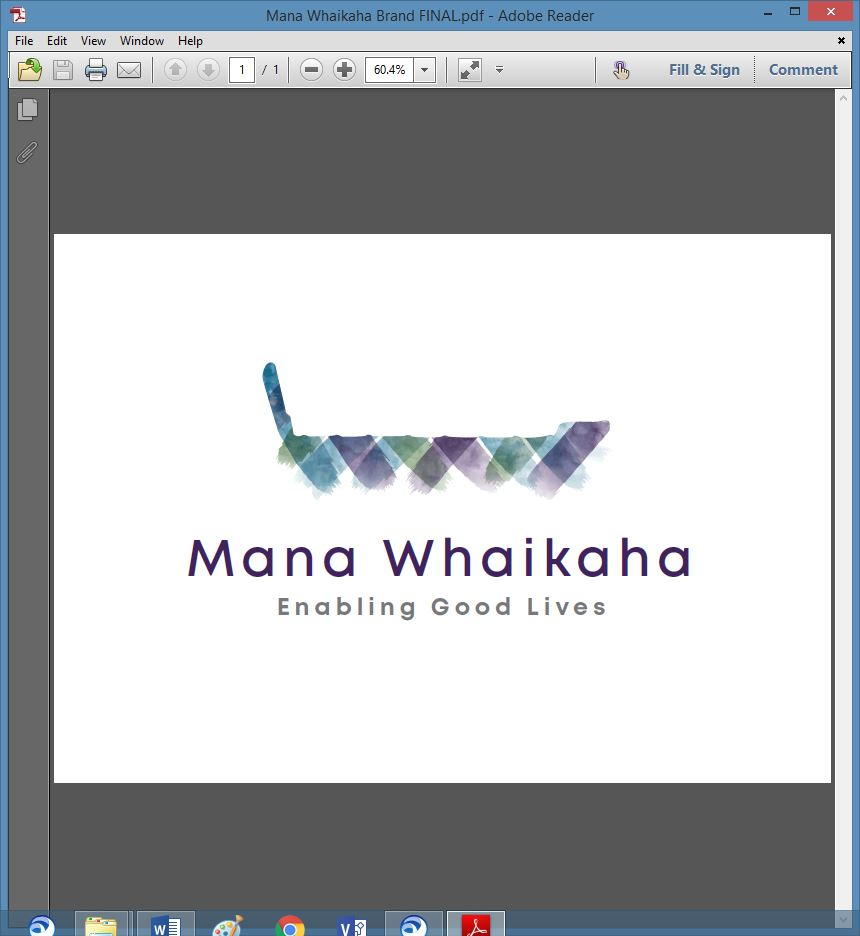 Mana Whaikaha Brand FINAL.pdf - Adobe Reader
File Edit View Window Help
1 / 1 60.4% Fill & Sign Comment
Mana Whaikaha
Enabling Good Lives